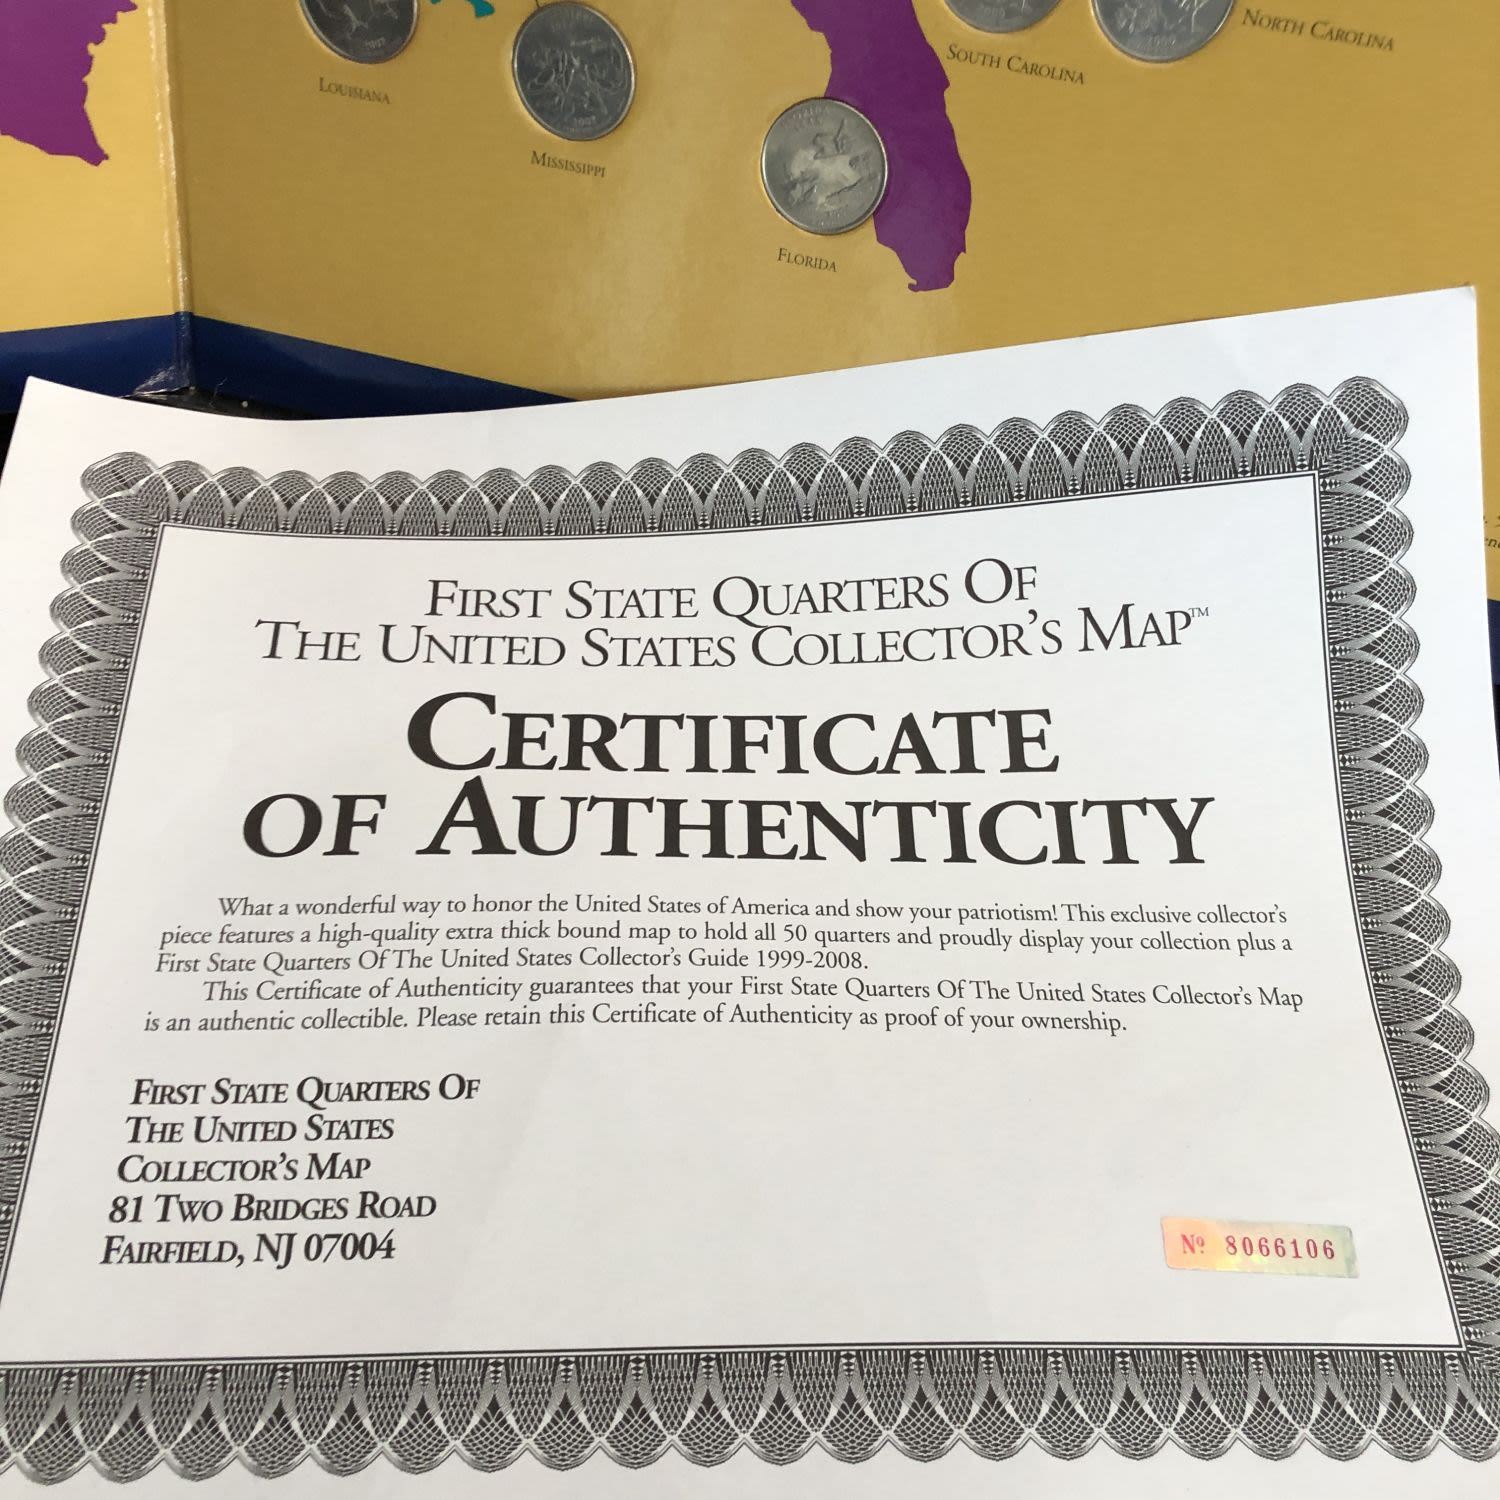 Louisiana
2002
Mississippi
2002
Florida
South Carolina
2000
North Carolina
First State Quarters Of
The United States Collector's Map™
Certificate
of Authenticity
What a wonderful way to honor the United States of America and show your patriotism! This exclusive collector's
piece features a high-quality extra thick bound map to hold all 50 quarters and proudly display your collection plus a
First State Quarters Of The United States Collector's Guide 1999-2008.
This Certificate of Authenticity guarantees that your First State Quarters Of The United States Collector's Map
is an authentic collectible. Please retain this Certificate of Authenticity as proof of your ownership.
First State Quarters Of
The United States
Collector's Map
81 Two Bridges Road
Fairfield, NJ 07004
Nº 8066106